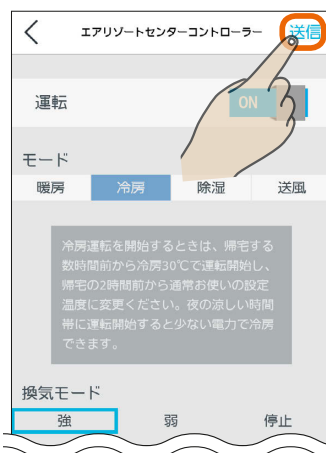 エアリゾートセンターコントローラー 送信
運転 ON
モード
暖房 冷房 除湿 送風
冷房運転を開始するときは、帰宅する
数時間前から冷房30℃で運転開始し、
帰宅の2時間前から通常お使いの設定
温度に変更ください。夜の涼しい時間
帯に運転開始すると少ない電力で冷房
できます。
換気モード
強 弱 停止